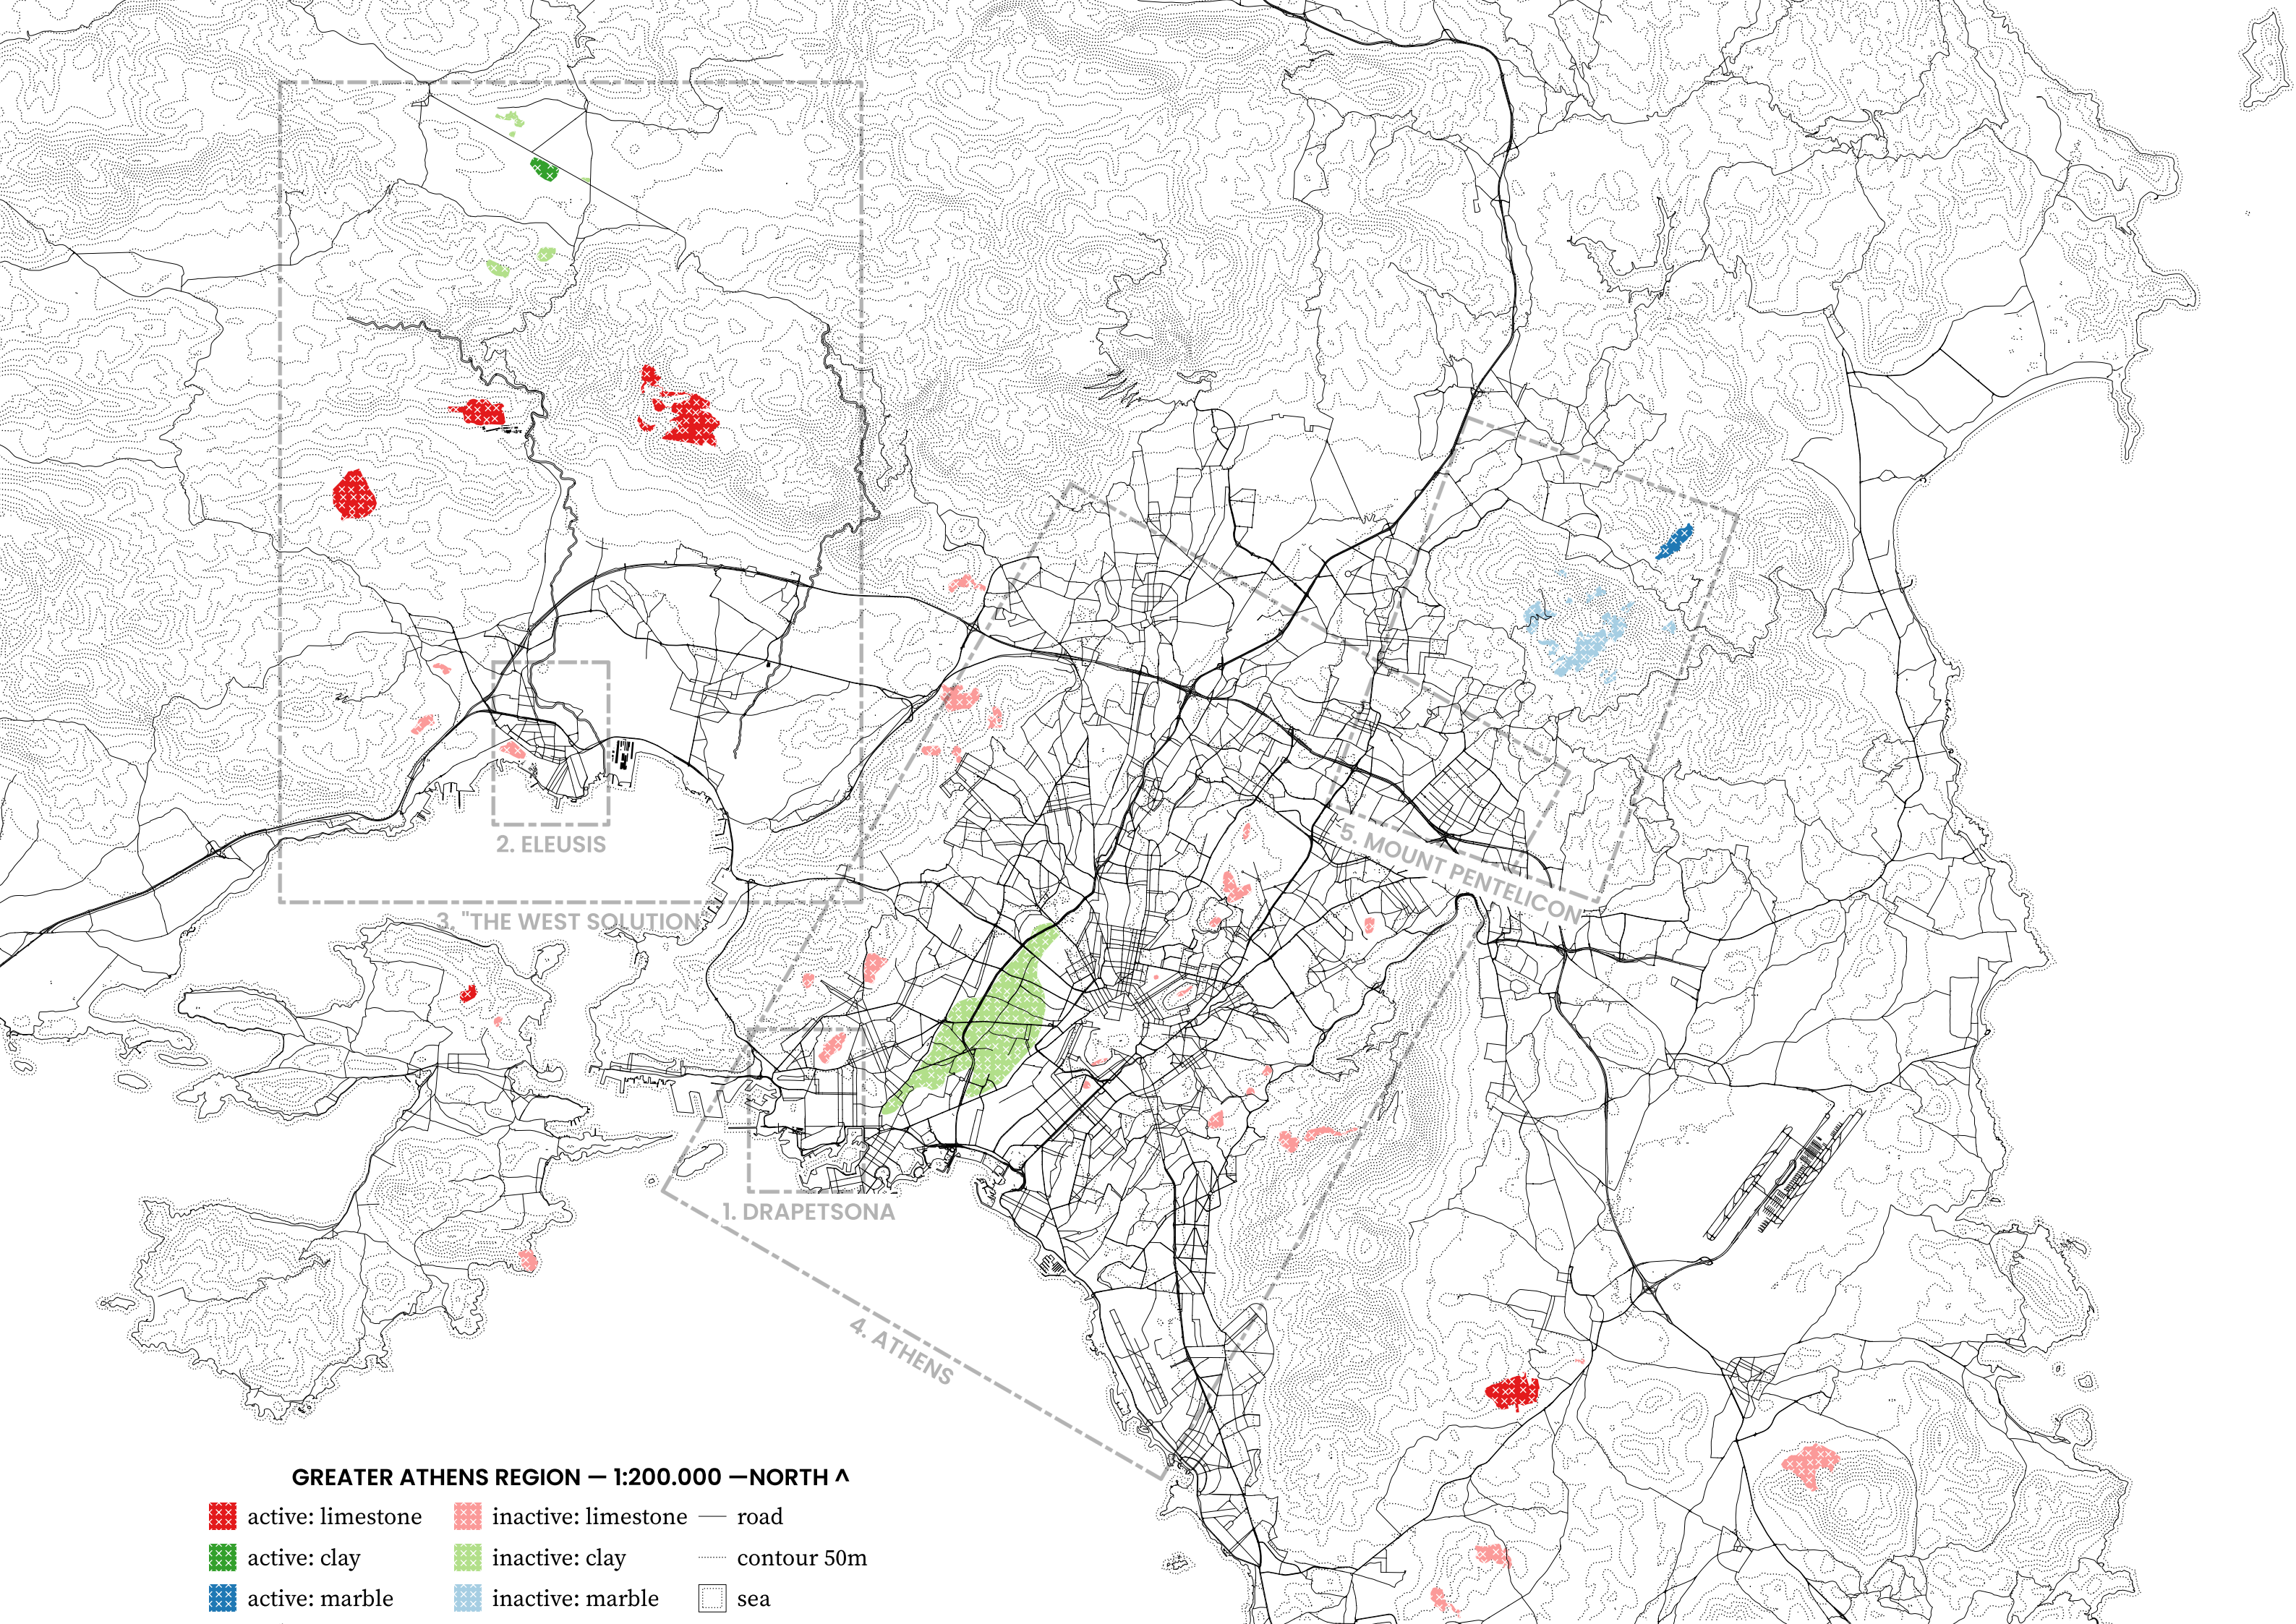 2. ELEUSIS
5. MOUNT PENTELICON
3. "THE WEST SOLUTION"
1. DRAPETSONA
4. ATHENS
GREATER ATHENS REGION — 1:200.000 —NORTH ^
active: limestone
inactive: limestone
road
active: clay
inactive: clay
contour 50m
active: marble
inactive: marble
sea